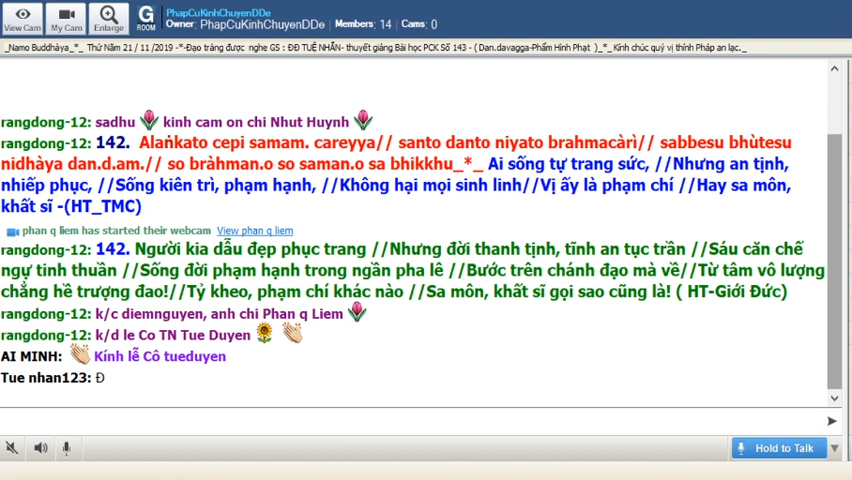 View Cam
My Cam
Enlarge
G
ROOM
PhapCuKinhChuyenDDe
Owner: PhapCuKinhChuyenDDe Members: 14 Cams: 0
_Namo Buddhàya_*_ Thứ Năm 21 / 11 /2019 -*-Đạo tràng được nghe GS : ĐĐ TUỆ NHẪN- thuyết giảng Bài học PCK Số 143 - ( Dan.davagga-Phẩm Hình Phạt )_*_Kính chúc quý vị thính Pháp an lạc._
rangdong-12: sadhu kinh cam on chi Nhut Huynh
rangdong-12: 142. Alaṅkato cepi samam. careyya// santo danto niyato brahmacàrì// sabbesu bhùtesu
nidhàya dan.d.am.// so bràhman.o so saman.o sa bhikkhu_*_ Ai sống tự trang sức, //Nhưng an tịnh,
nhiếp phục, //Sống kiên trì, phạm hạnh, //Không hại mọi sinh linh//Vị ấy là phạm chí //Hay sa môn,
khất sĩ -(HT_TMC)
phan q liem has started their webcam View phan q liem
rangdong-12: 142. Người kia dẫu đẹp phục trang //Nhưng đời thanh tịnh, tĩnh an tục trần //Sáu căn chế
ngự tinh thuần //Sống đời phạm hạnh trong ngần pha lê //Bước trên chánh đạo mà về//Từ tâm vô lượng
chẳng hề trượng đao!//Tỷ kheo, phạm chí khác nào //Sa môn, khất sĩ gọi sao cũng là! ( HT-Giới Đức)
rangdong-12: k/c diemnguyen, anh chi Phan q Liem
rangdong-12: k/d le Co TN Tue Duyen
AI MINH: Kính lễ Cô tueduyen
Tue nhan123: Đ
Hold to Talk